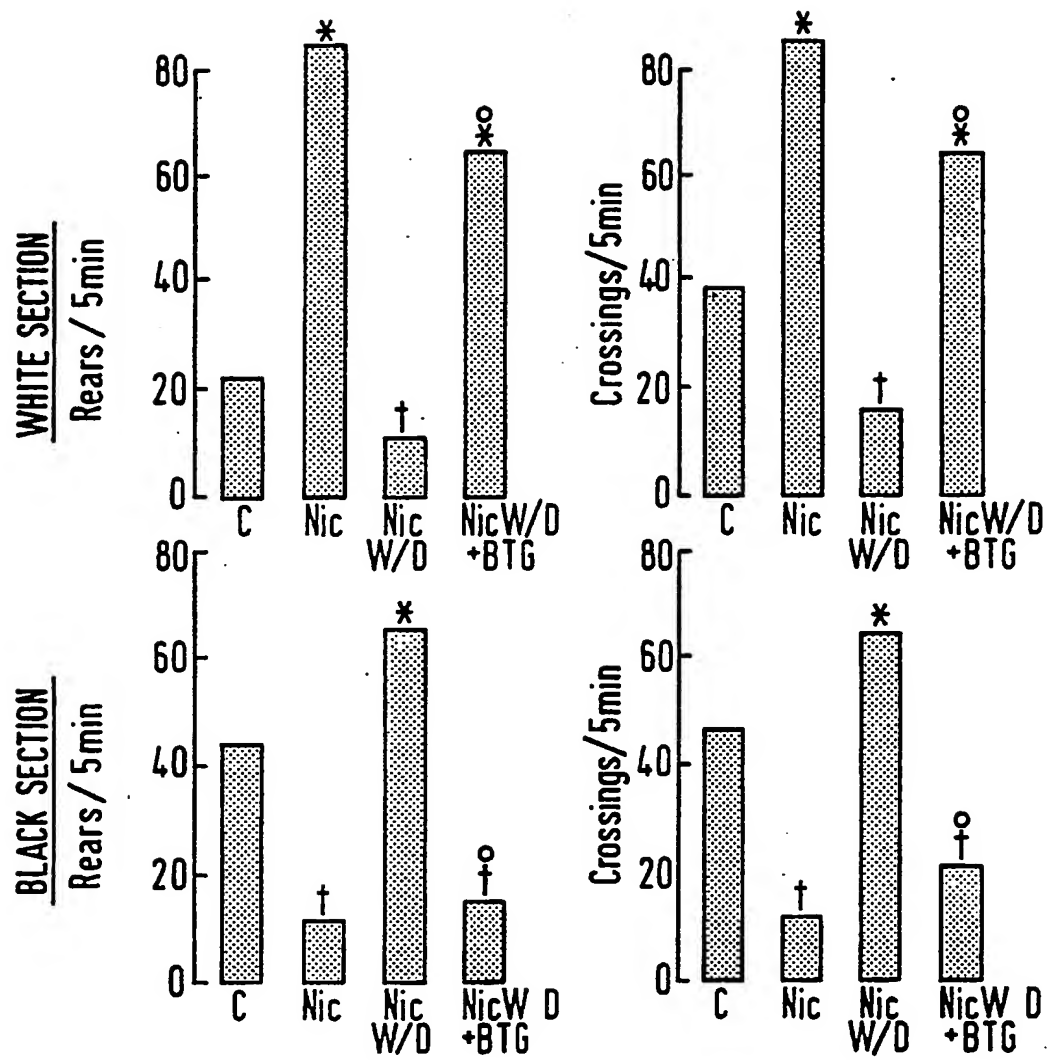 WHITE SECTION
Rears / 5min
80
60
40
20
0
*
†
o
*
C
Nic
Nic
W/D
NicW/D
+BTG
Crossings/5min
80
60
40
20
0
*
†
o
*
C
Nic
Nic
W/D
NicW/D
+BTG
BLACK SECTION
Rears / 5min
80
60
40
20
0
†
*
o
†
C
Nic
Nic
W/D
NicW D
+BTG
Crossings/5min
80
60
40
20
0
†
*
o
†
C
Nic
Nic
W/D
NicW D
+BTG